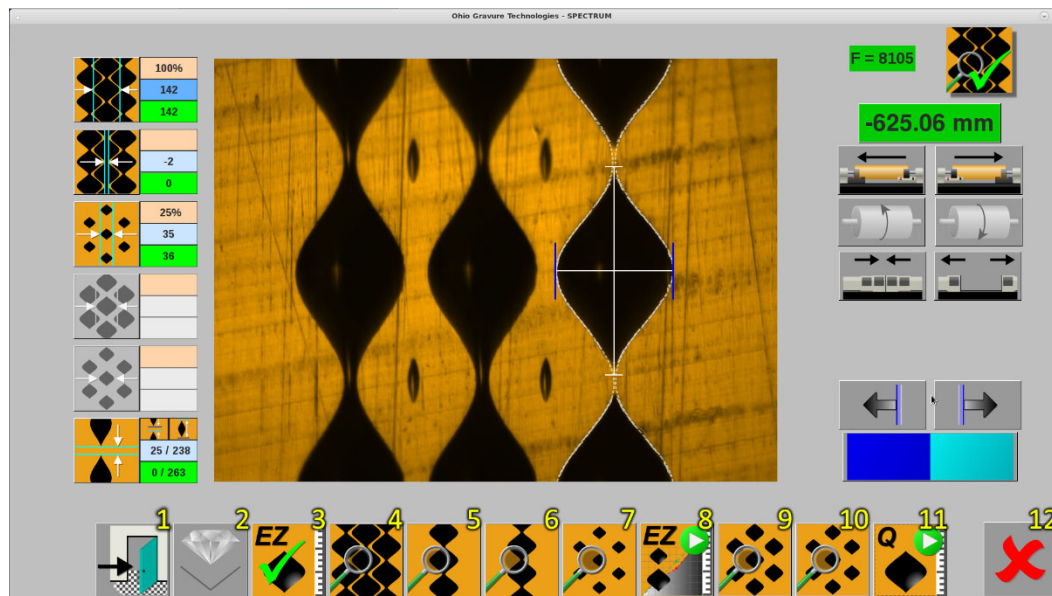 Ohio Gravure Technologies - SPECTRUM
100%
142
142
-2
0
25%
35
36
25 / 238
0 / 263
F = 8105
-625.06 mm
1
2
EZ 3
4
5
6
7
EZ 8
9
10
Q 11
12